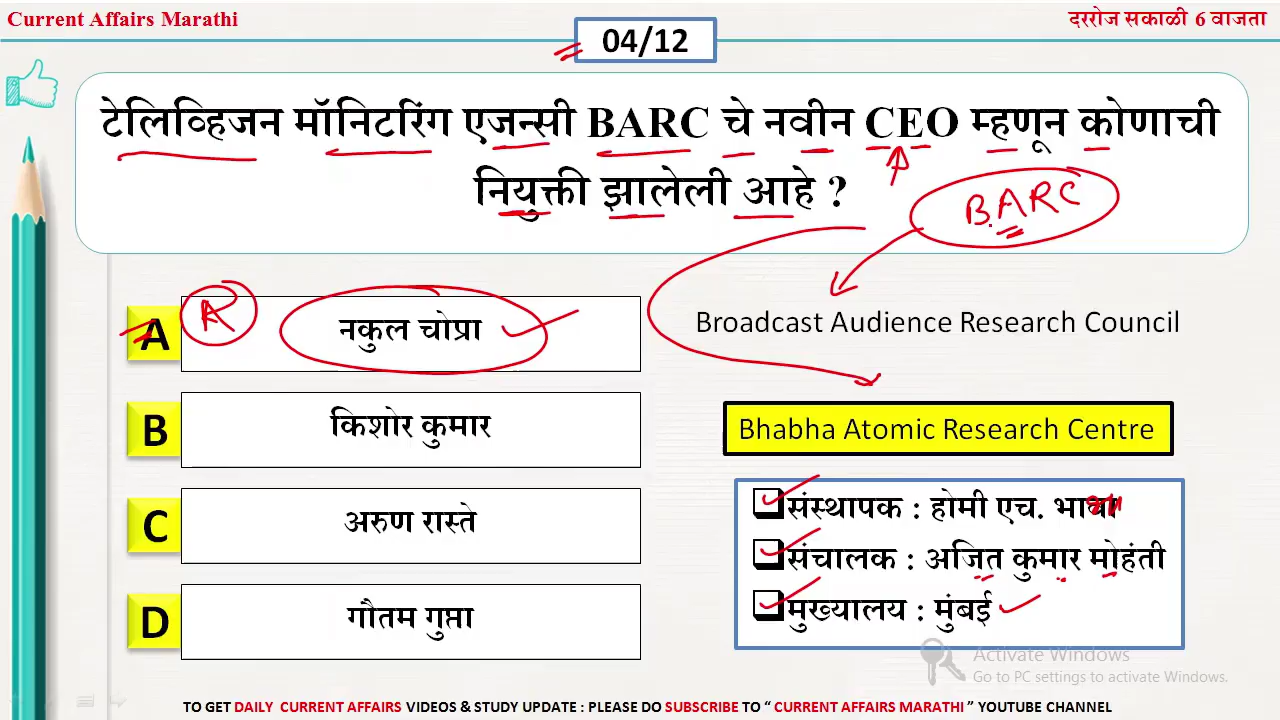 Current Affairs Marathi
दररोज सकाळी 6 वाजता
04/12
टेलिव्हिजन मॉनिटरिंग एजन्सी BARC चे नवीन CEO म्हणून कोणाची
नियुक्ती झालेली आहे ?
BARC
A
A
नकुल चोप्रा
Broadcast Audience Research Council
B
किशोर कुमार
Bhabha Atomic Research Centre
C
अरुण रास्ते
संस्थापक : होमी एच.
संचालक : अजित कुमार मोहंती
मुख्यालय : मुंबई
D
गौतम गुप्ता
Activate Windows
Go to PC settings to activate Windows.
TO GET DAILY CURRENT AFFAIRS VIDEOS & STUDY UPDATE : PLEASE DO SUBSCRIBE TO “ CURRENT AFFAIRS MARATHI ” YOUTUBE CHANNEL